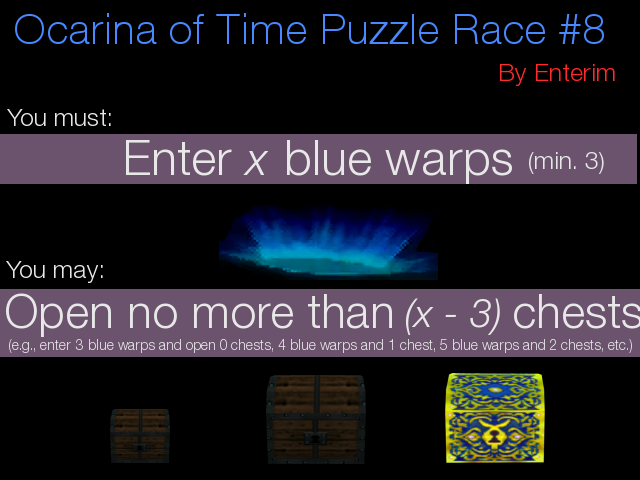 Ocarina of Time Puzzle Race #8
By Enterim
You must:
Enter x blue warps (min. 3)
You may:
Open no more than (x - 3) chests
(e.g., enter 3 blue warps and open 0 chests, 4 blue warps and 1 chest, 5 blue warps and 2 chests, etc.)